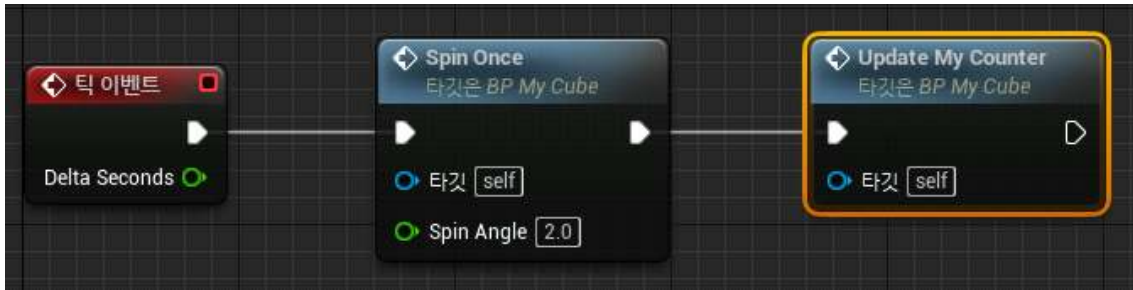 틱 이벤트
Delta Seconds
Spin Once
타깃은 BP My Cube
타깃 self
Spin Angle 2.0
Update My Counter
타깃은 BP My Cube
타깃 self